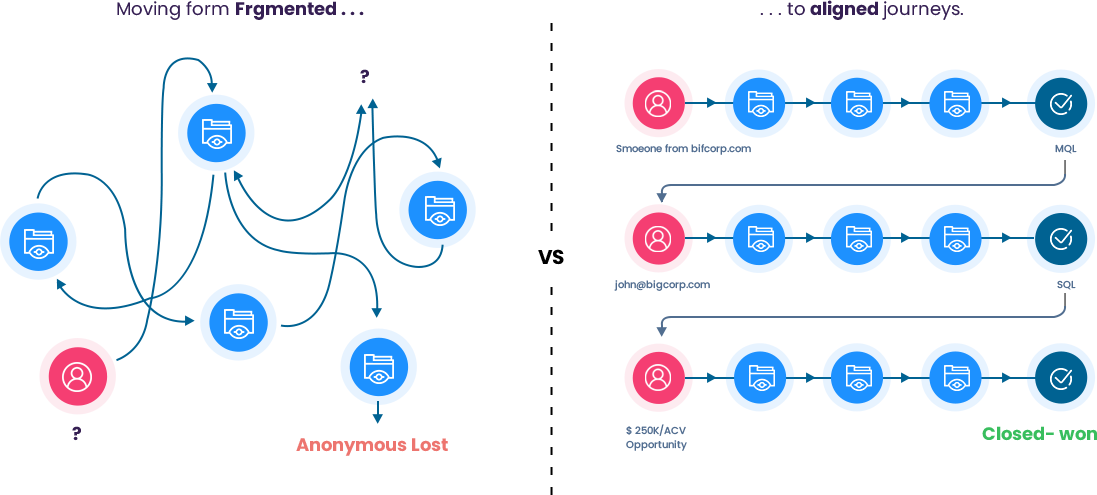 Moving form Frgmented . . .
?
?
Anonymous Lost
VS
. . . to aligned journeys.
Smoeone from bifcorp.com
MQL
john@bigcorp.com
SQL
$ 250K/ACV
Opportunity
Closed- won